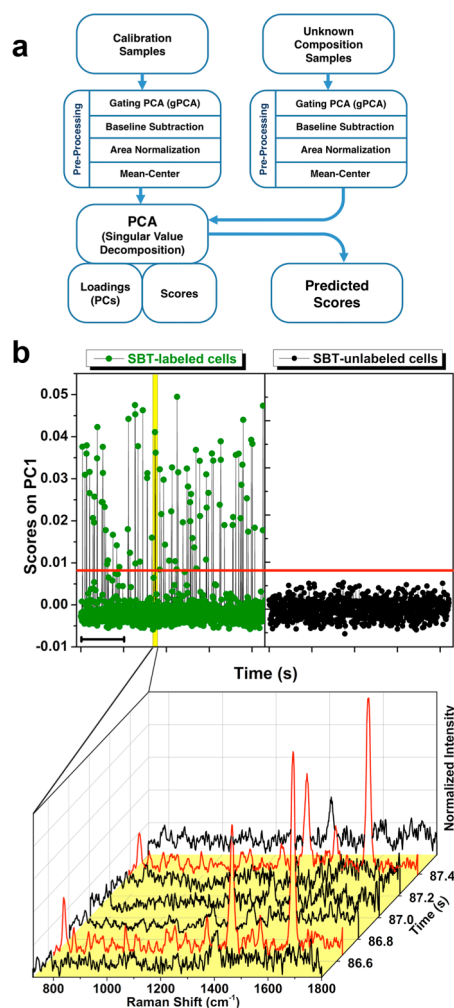 a
Calibration
Samples
Unknown
Composition
Samples
Pre-Processing
Gating PCA (gPCA)
Baseline Subtraction
Area Normalization
Mean-Center
Pre-Processing
Gating PCA (gPCA)
Baseline Subtraction
Area Normalization
Mean-Center
PCA
(Singular Value
Decomposition)
Loadings
(PCs)
Scores
Predicted
Scores
b
SBT-labeled cells
SBT-unlabeled cells
Scores on PC1
0.05
0.04
0.03
0.02
0.01
0.00
-0.01
Time (s)
Normalized Intensity
87.4
87.2
87.0
86.8
86.6
Time (s)
800 1000 1200 1400 1600 1800
Raman Shift (cm⁻¹)